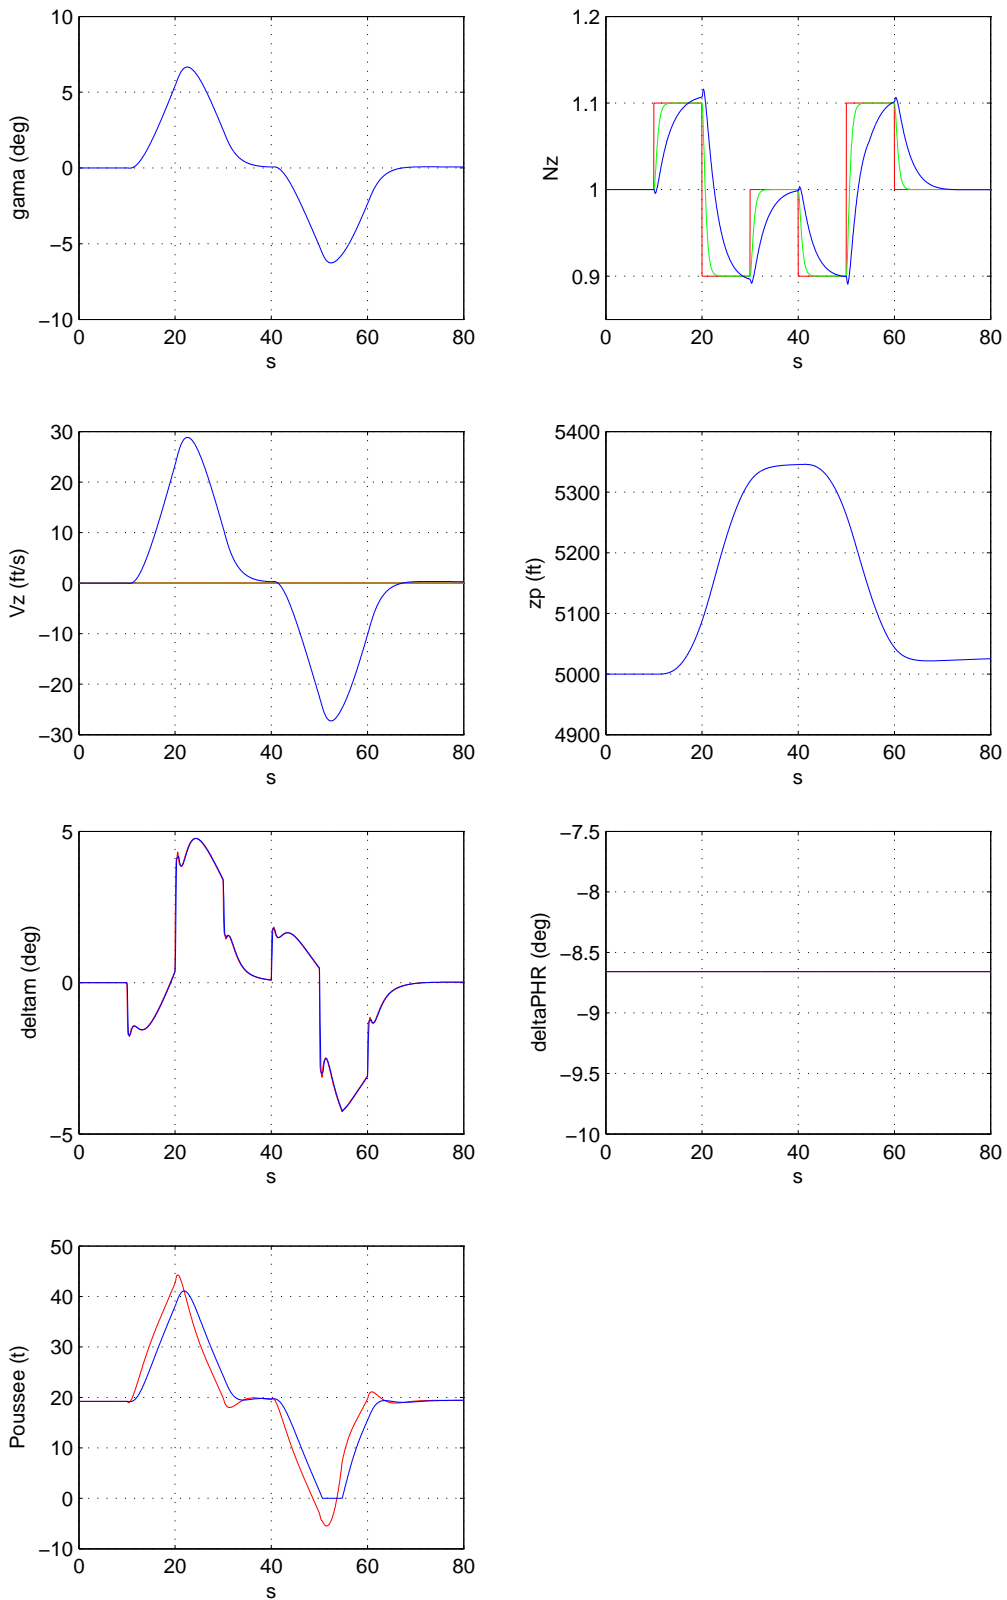 10
5
0
−5
−10
gama (deg)
0 20 40 60 80
s
1.2
1.1
1
0.9
Nz
0 20 40 60 80
s
30
20
10
0
−10
−20
−30
Vz (ft/s)
0 20 40 60 80
s
5400
5300
5200
5100
5000
4900
zp (ft)
0 20 40 60 80
s
5
0
−5
deltam (deg)
0 20 40 60 80
s
−7.5
−8
−8.5
−9
−9.5
−10
deltaPHR (deg)
0 20 40 60 80
s
50
40
30
20
10
0
−10
Poussee (t)
0 20 40 60 80
s